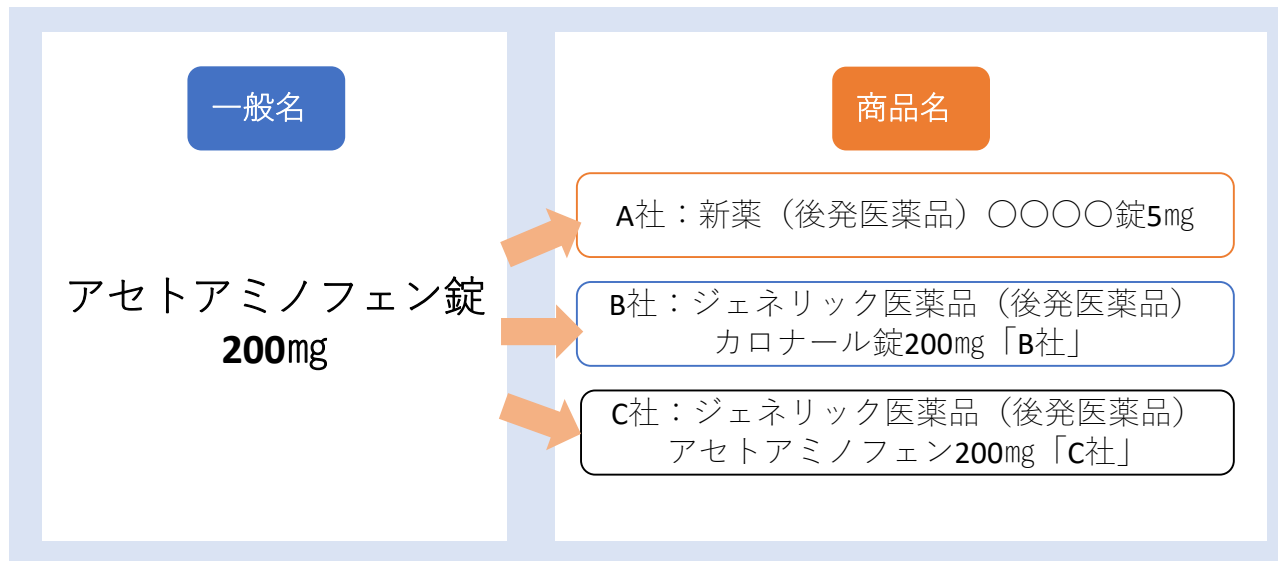 一般名
商品名
アセトアミノフェン錠
200㎎
A社：新薬（後発医薬品）〇〇〇〇錠5㎎
B社：ジェネリック医薬品（後発医薬品）
カロナール錠200㎎「B社」
C社：ジェネリック医薬品（後発医薬品）
アセトアミノフェン200㎎「C社」